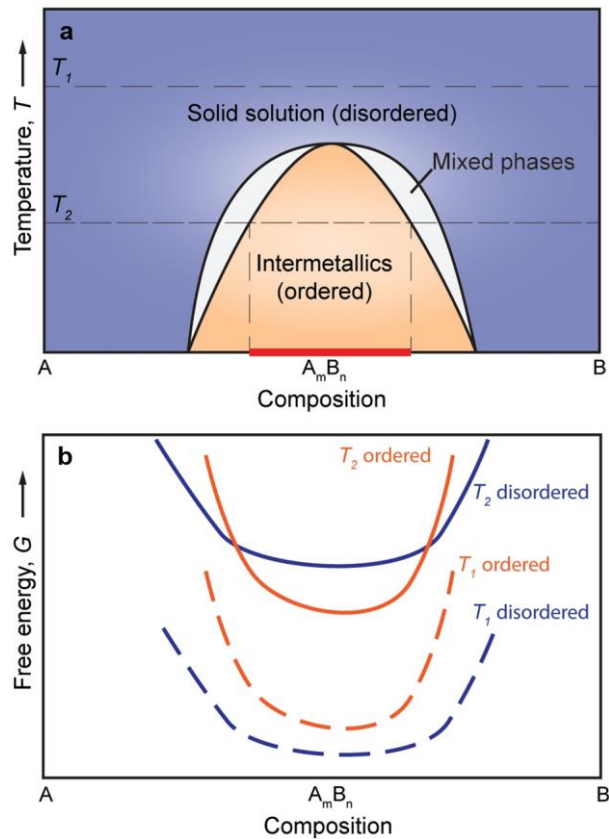 a
Temperature, T
T1
Solid solution (disordered)
Mixed phases
T2
Intermetallics
(ordered)
A
AmBn
B
Composition
b
Free energy, G
T2 ordered
T2 disordered
T1 ordered
T1 disordered
A
AmBn
B
Composition